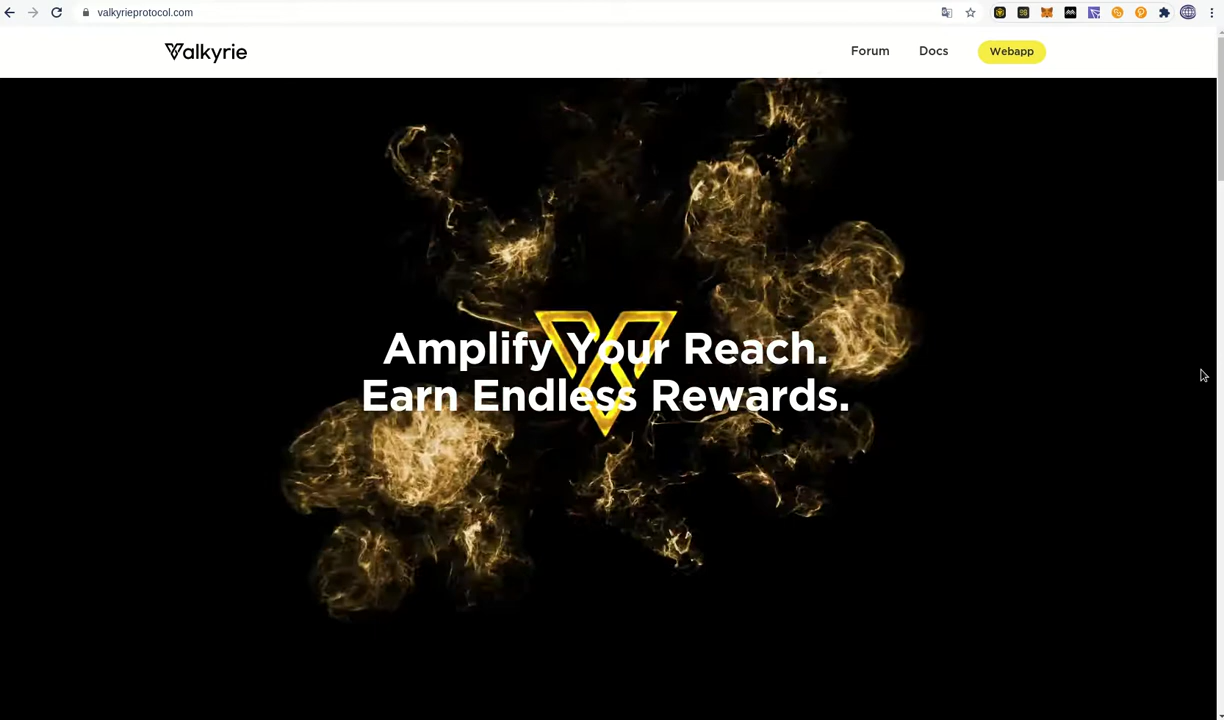 valkyrieprotocol.com
Valkyrie
Forum
Docs
Webapp
Amplify Your Reach.
Earn Endless Rewards.